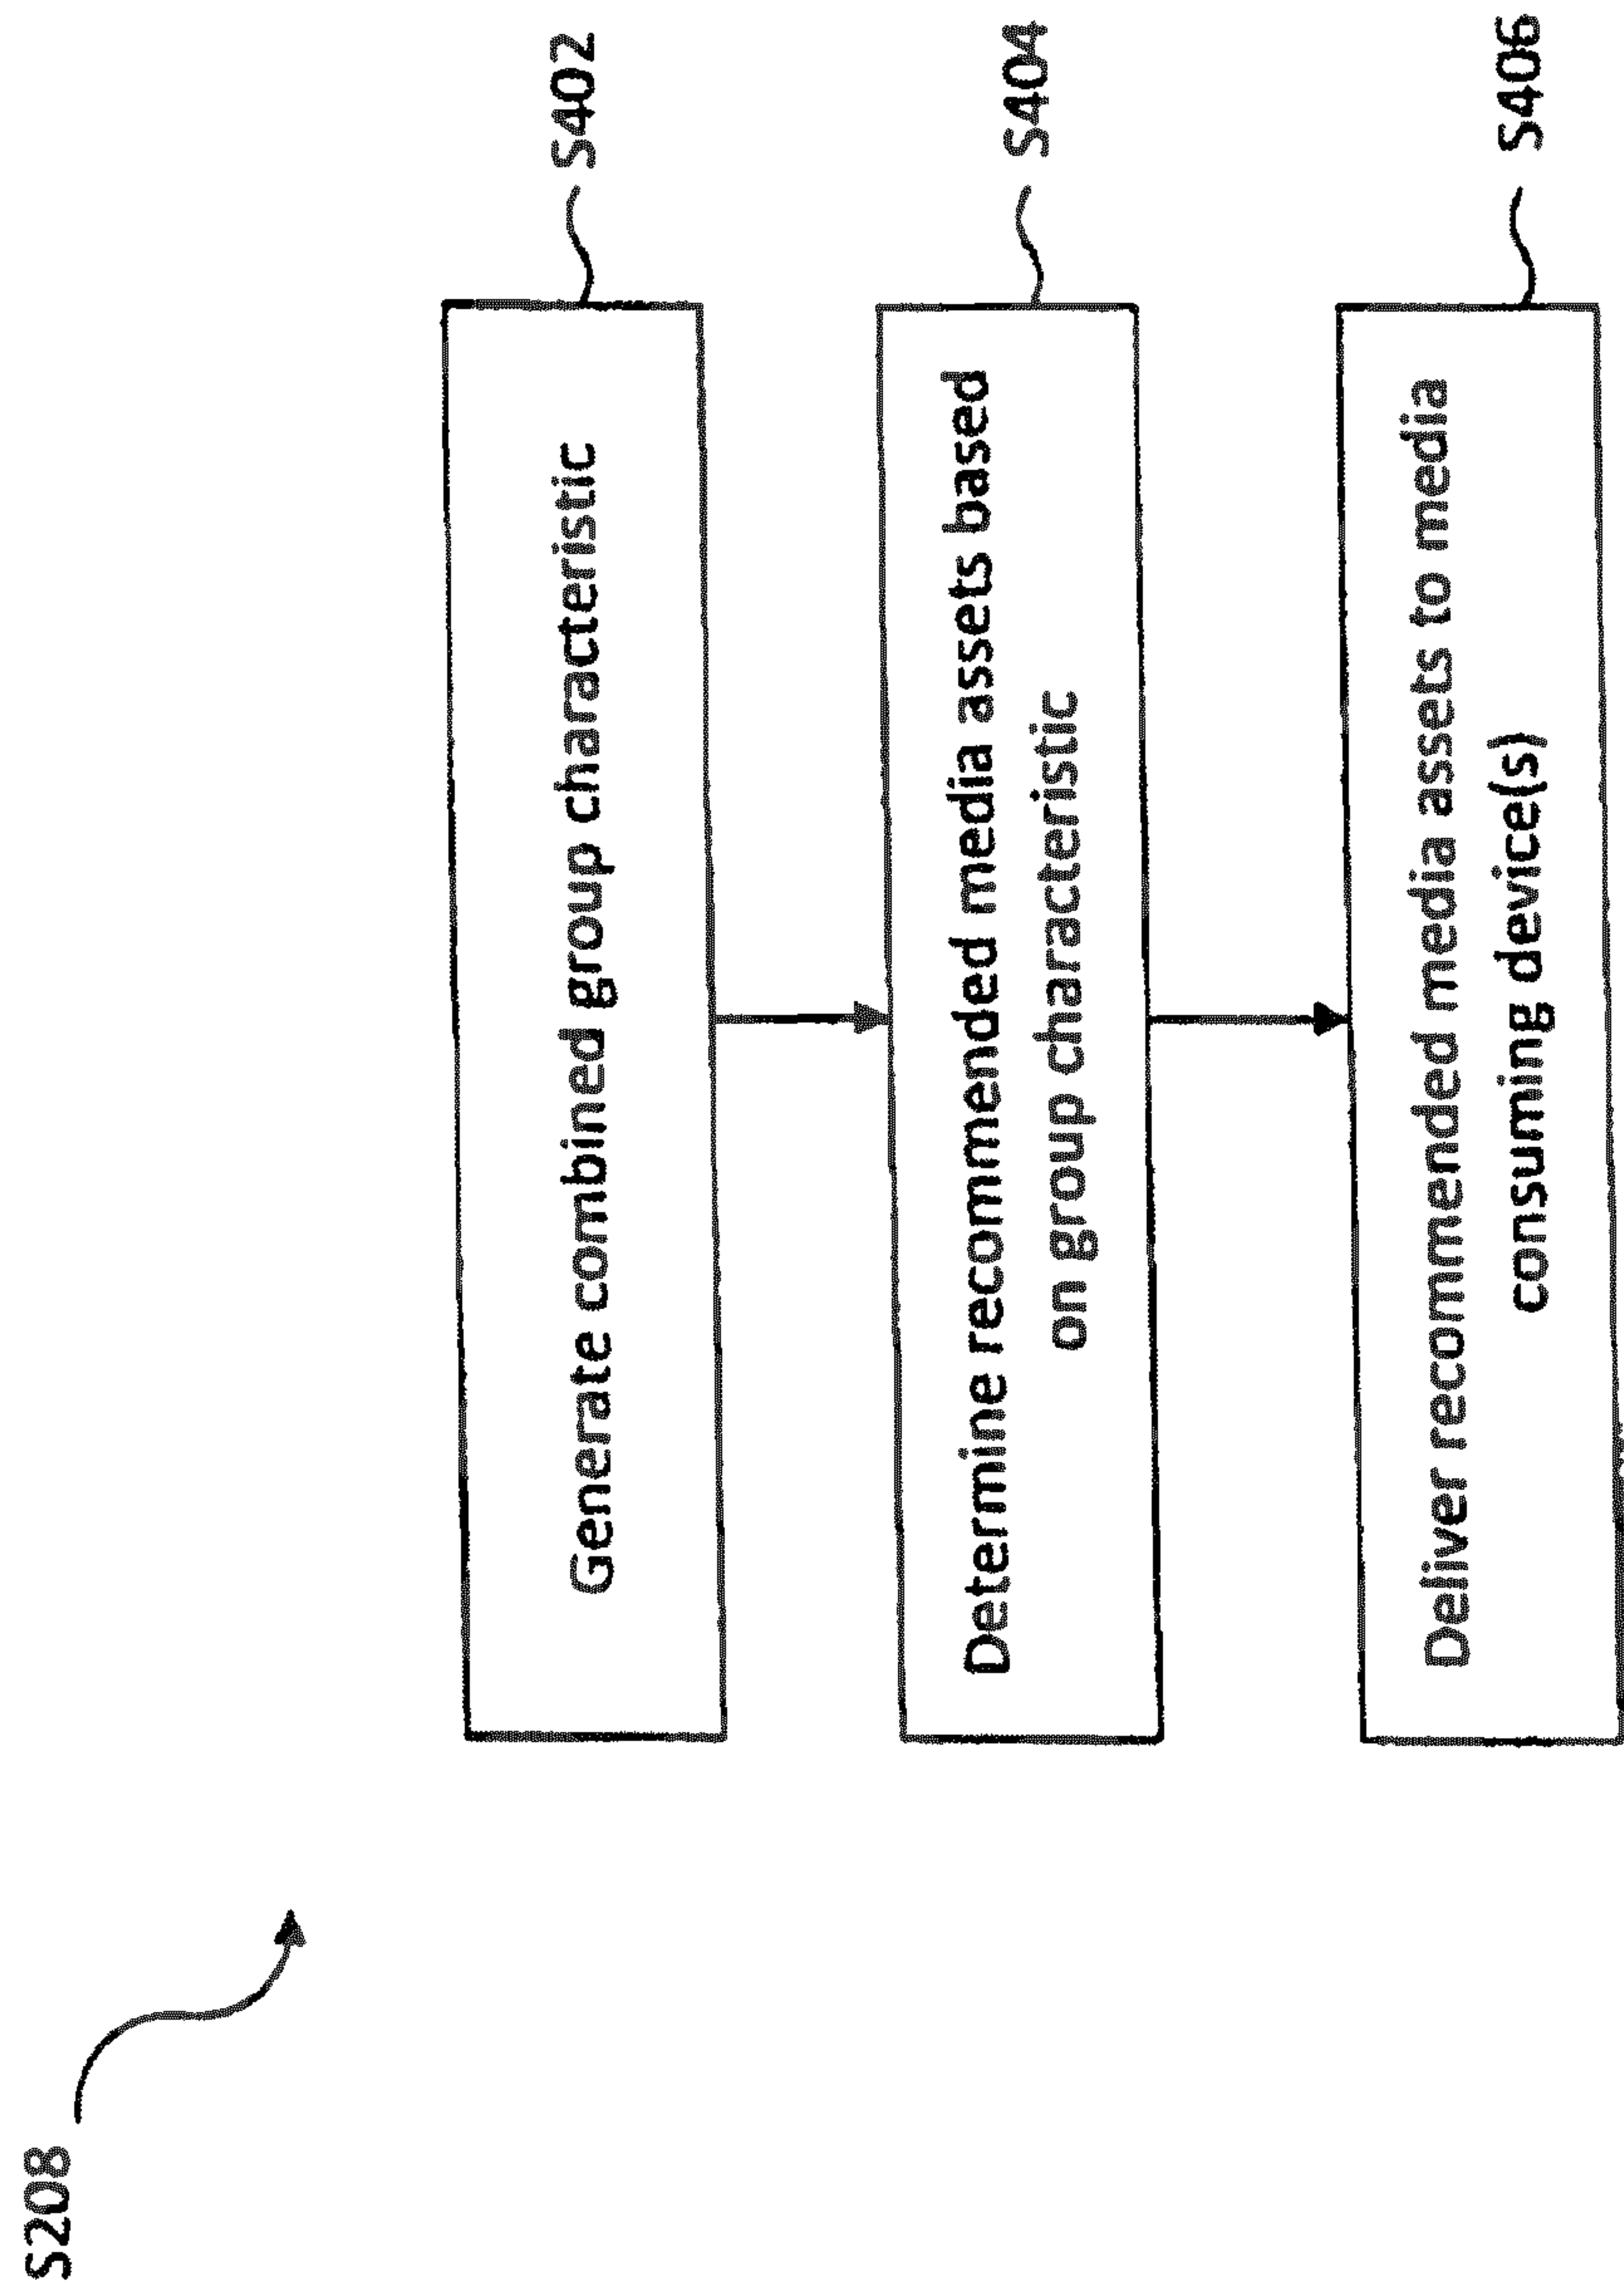 S208
Generate combined group characteristic
S402
Determine recommended media assets based
on group characteristic
S404
Deliver recommended media assets to media
consuming device(s)
S406